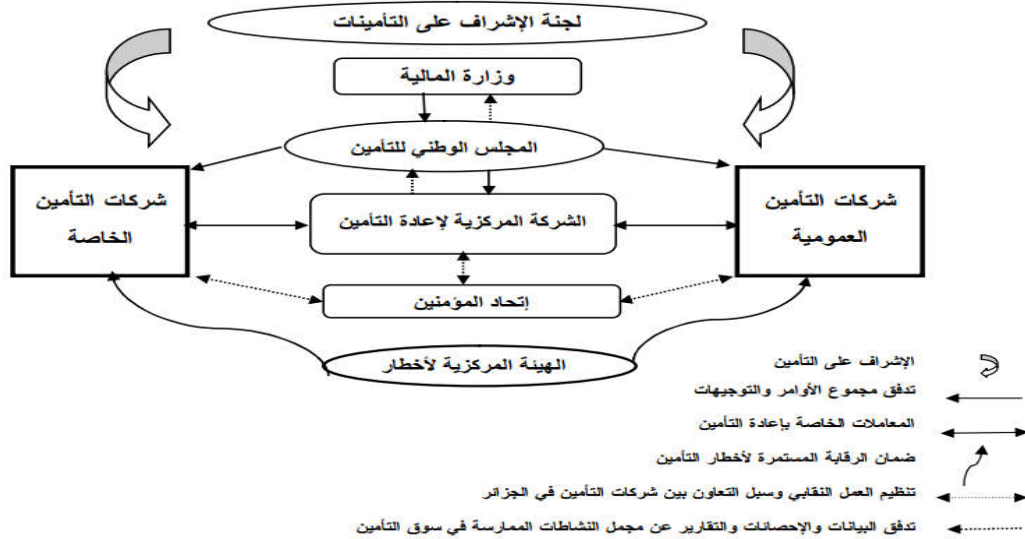 لجنة الإشراف على التأمينات
وزارة المالية
المجلس الوطني للتأمين
شركات التأمين
العمومية
شركات التأمين
الخاصة
الشركة المركزية لإعادة التأمين
إتحاد المؤمنين
الهيئة المركزية لأخطار
الإشراف على التأمين
تدفق مجموع الأوامر والتوجيهات
المعاملات الخاصة بإعادة التأمين
ضمان الرقابة المستمرة لأخطار التأمين
تنظيم العمل النقابي وسبل التعاون بين شركات التأمين في الجزائر
تدفق البيانات والإحصائات والتقارير عن مجمل النشاطات الممارسة في سوق التأمين